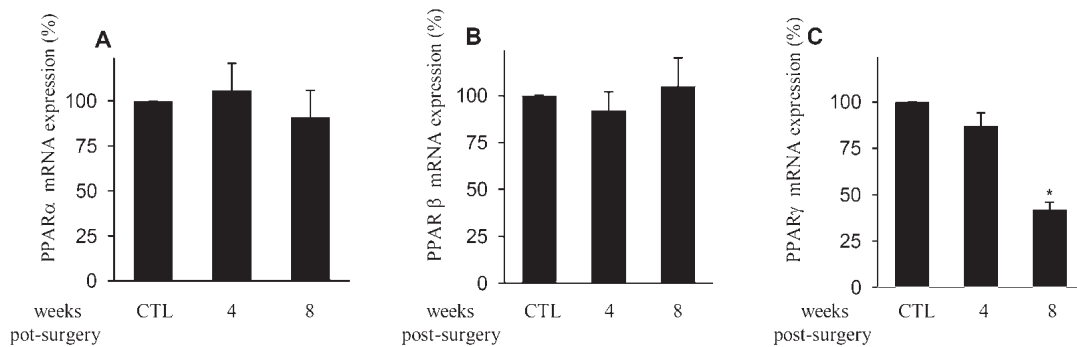 A
PPARα mRNA expression (%)
100
75
50
25
0
weeks CTL 4 8
pot-surgery
B
PPAR β mRNA expression (%)
100
75
50
25
0
weeks CTL 4 8
post-surgery
C
PPARγ mRNA expression (%)
100
75
50
25
0
*
weeks CTL 4 8
post-surgery